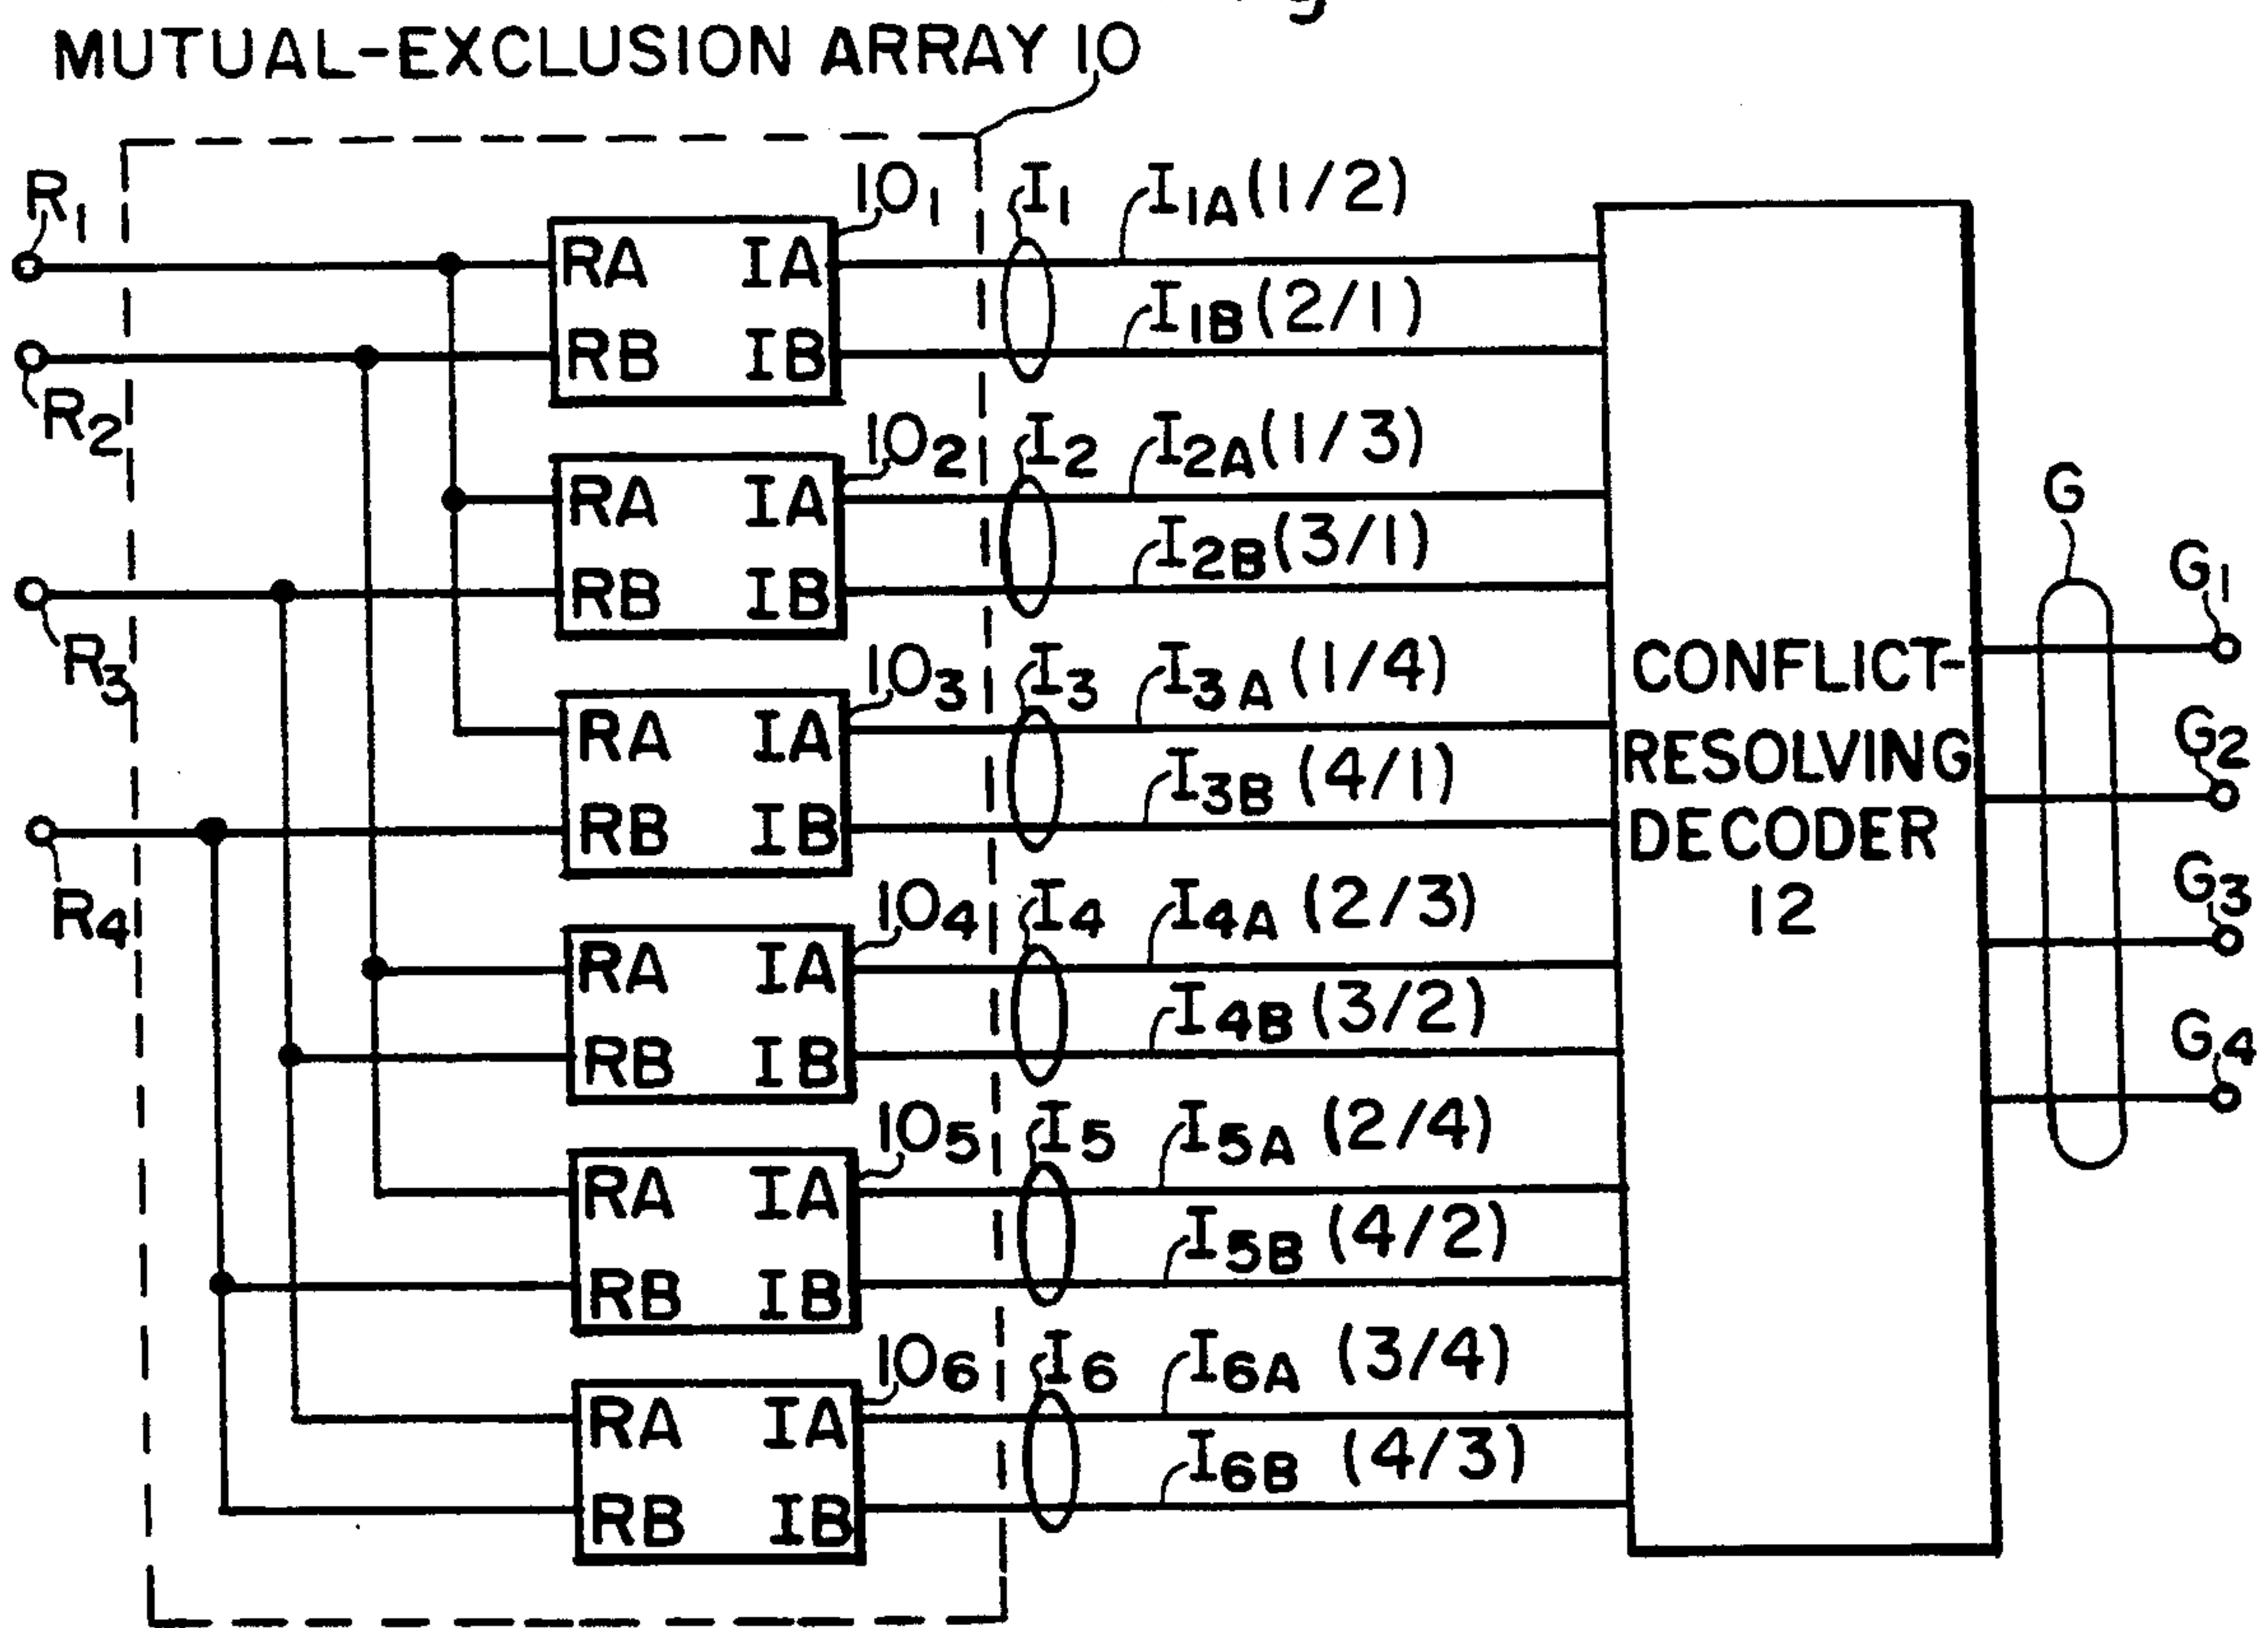 MUTUAL-EXCLUSION ARRAY 10
R1
R2
R3
R4
101
RA IA
RB IB
102
RA IA
RB IB
103
RA IA
RB IB
104
RA IA
RB IB
105
RA IA
RB IB
106
RA IA
RB IB
I1 I1A(1/2)
I1B(2/1)
I2 I2A(1/3)
I2B(3/1)
I3 I3A (1/4)
I3B (4/1)
I4 I4A (2/3)
I4B (3/2)
I5 I5A (2/4)
I5B (4/2)
I6 I6A (3/4)
I6B (4/3)
CONFLICT-
RESOLVING
DECODER
12
G
G1
G2
G3
G4